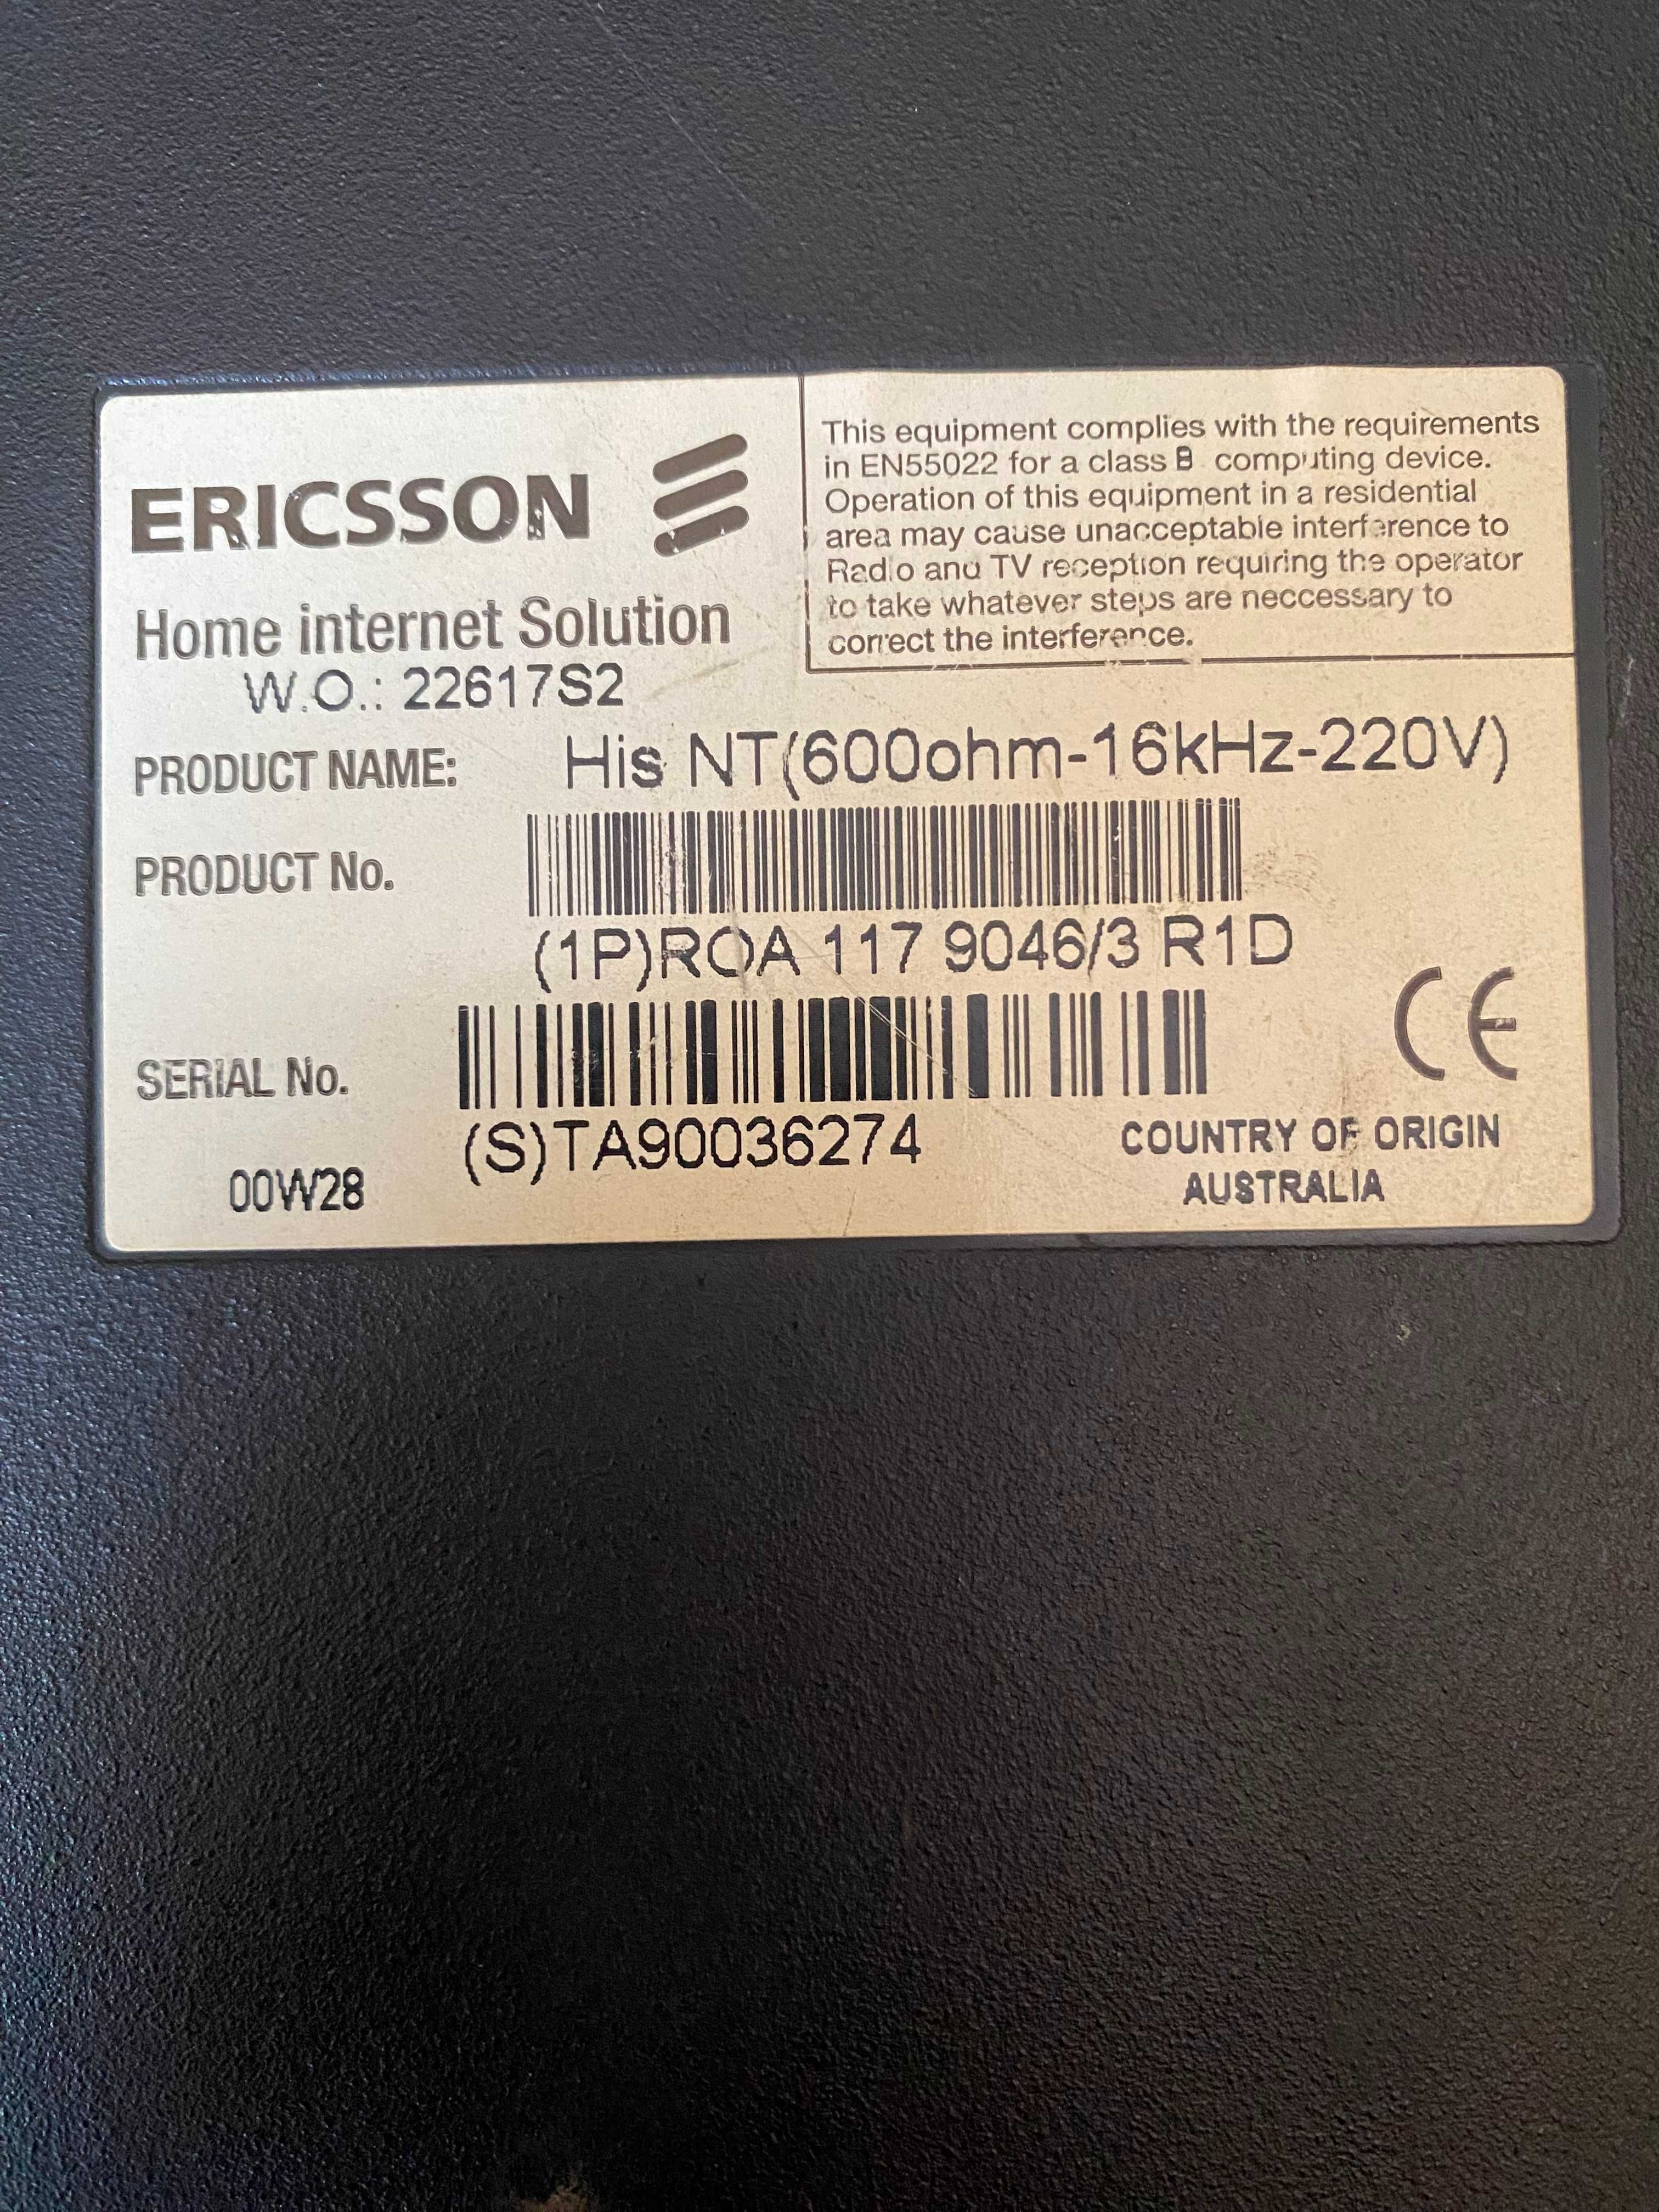 ERICSSON
Home internet Solution
W.O.: 22617S2
This equipment complies with the requirements
in EN55022 for a class B computing device.
Operation of this equipment in a residential
area may cause unacceptable interference to
Radio and TV reception requiring the operator
to take whatever steps are neccessary to
correct the interference.
PRODUCT NAME: His NT(600ohm-16kHz-220V)
PRODUCT No.
(1P)ROA 117 9046/3 R1D
SERIAL No.
(S)TA90036274
00W28
CE
COUNTRY OF ORIGIN
AUSTRALIA